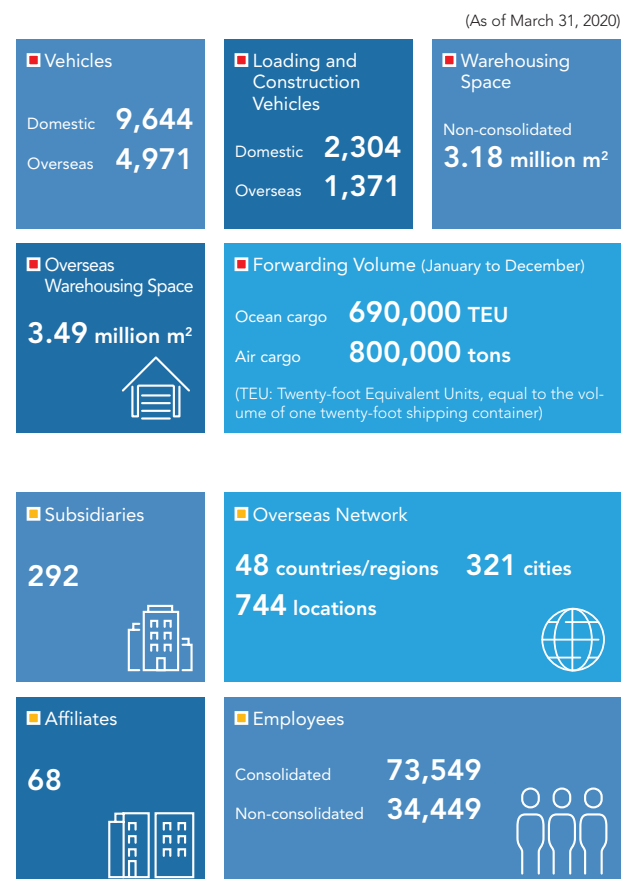 (As of March 31, 2020)
Vehicles
Domestic 9,644
Overseas 4,971
Loading and
Construction
Vehicles
Domestic 2,304
Overseas 1,371
Warehousing
Space
Non-consolidated
3.18 million m²
Overseas
Warehousing Space
3.49 million m²
Forwarding Volume (January to December)
Ocean cargo 690,000 TEU
Air cargo 800,000 tons
(TEU: Twenty-foot Equivalent Units, equal to the vol-
ume of one twenty-foot shipping container)
Subsidiaries
292
Overseas Network
48 countries/regions 321 cities
744 locations
Affiliates
68
Employees
Consolidated 73,549
Non-consolidated 34,449